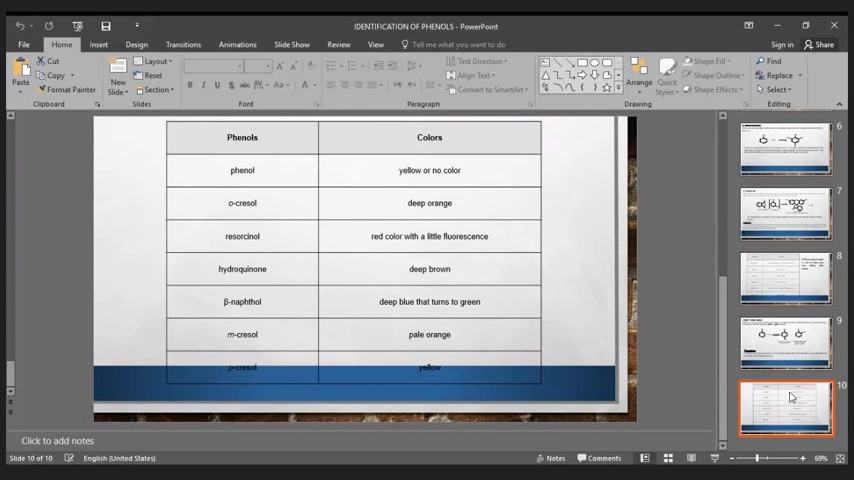 IDENTIFICATION OF PHENOLS - PowerPoint
File Home Insert Design Transitions Animations Slide Show Review View Tell me what you want to do Sign in Share
Cut Layout Text Direction Shape Fill Find
Paste Copy New Slide Reset Align Text Arrange Quick Styles Shape Outline Replace
Format Painter Section Convert to SmartArt Shape Effects Select
Clipboard Slides Font Paragraph Drawing Editing
Phenols Colors
phenol yellow or no color
o-cresol deep orange
resorcinol red color with a little fluorescence
hydroquinone deep brown
β-naphthol deep blue that turns to green
m-cresol pale orange
p-cresol yellow
6
7
8
9
10
Click to add notes
Slide 10 of 10 English (United States) Notes Comments 69%